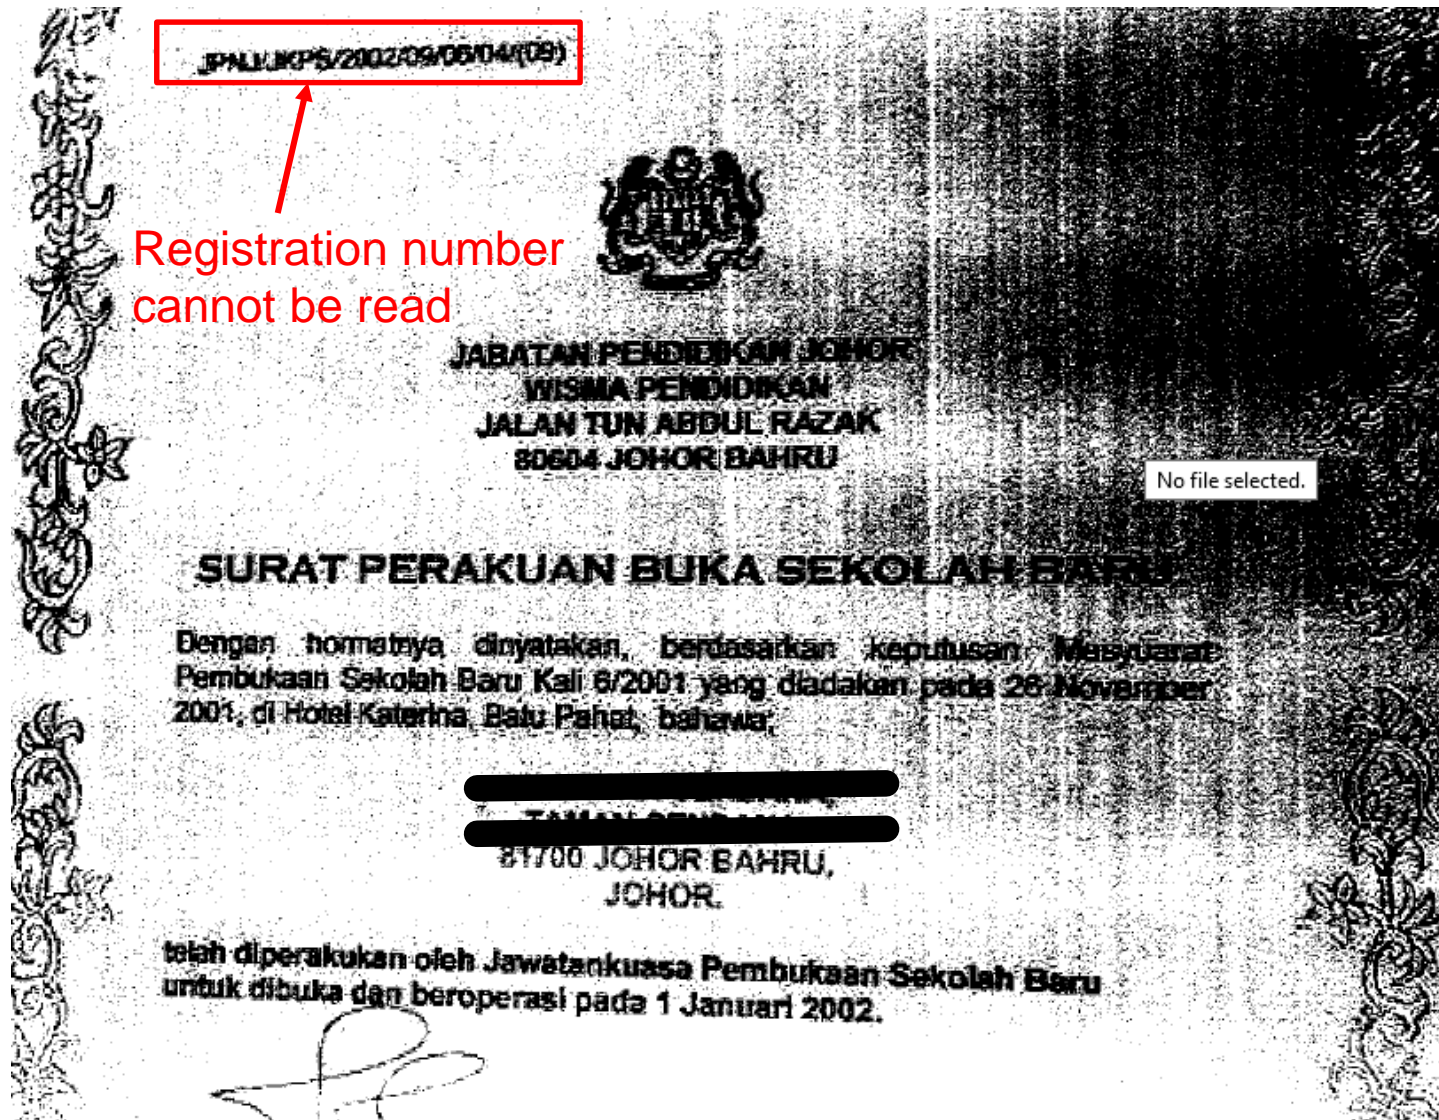 JPNJ/JKPS/2002/09/06/04/(09)
Registration number
cannot be read
JABATAN PENDIDIKAN JOHOR
WISMA PENDIDIKAN
JALAN TUN ABDUL RAZAK
80604 JOHOR BAHRU
No file selected.
SURAT PERAKUAN BUKA SEKOLAH BARU
Dengan hormatnya dinyatakan, berdasarkan keputusan Mesyuarat
Pembukaan Sekolah Baru Kali 6/2001 yang diadakan pada 26 November
2001, di Hotel Katerina, Batu Pahat, bahawa;
TAMAN
81700 JOHOR BAHRU,
JOHOR.
telah diperakukan oleh Jawatankuasa Pembukaan Sekolah Baru
untuk dibuka dan beroperasi pada 1 Januari 2002.